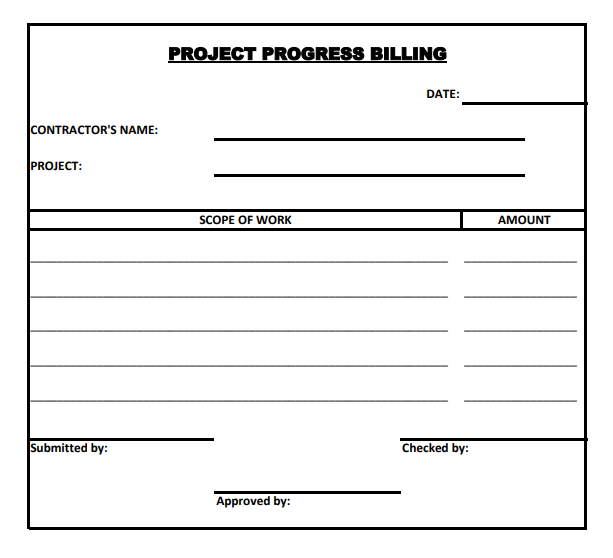 PROJECT PROGRESS BILLING
DATE:
CONTRACTOR'S NAME:
PROJECT:
SCOPE OF WORK AMOUNT
Submitted by: Checked by:
Approved by: